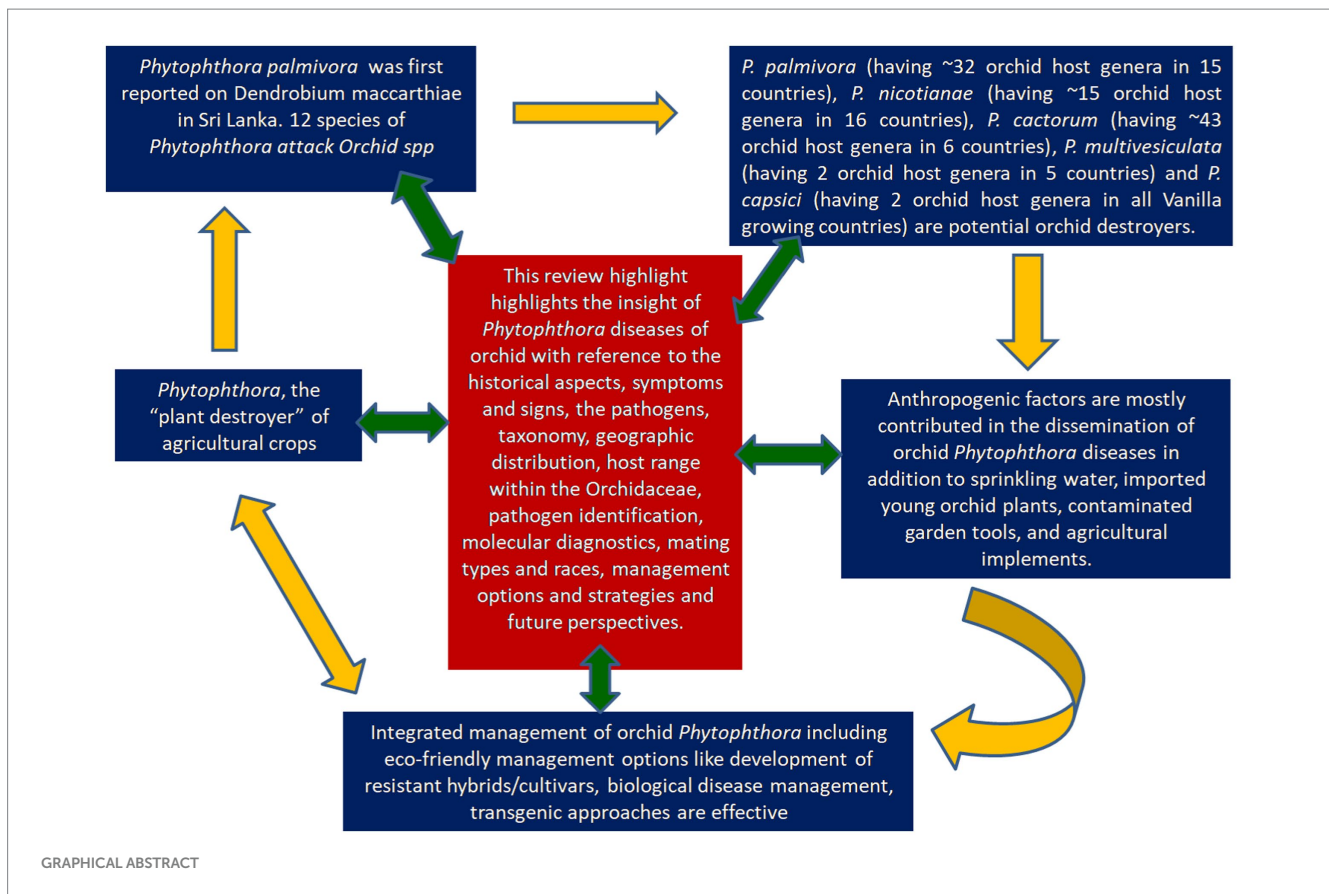 Phytophthora palmivora was first
reported on Dendrobium maccarthiae
in Sri Lanka. 12 species of
Phytophthora attack Orchid spp
P. palmivora (having ~32 orchid host genera in 15
countries), P. nicotianae (having ~15 orchid host
genera in 16 countries), P. cactorum (having ~43
orchid host genera in 6 countries), P. multivesiculata
(having 2 orchid host genera in 5 countries) and P.
capsici (having 2 orchid host genera in all Vanilla
growing countries) are potential orchid destroyers.
This review highlight
highlights the insight of
Phytophthora diseases of
orchid with reference to the
historical aspects, symptoms
and signs, the pathogens,
taxonomy, geographic
distribution, host range
within the Orchidaceae,
pathogen identification,
molecular diagnostics, mating
types and races, management
options and strategies and
future perspectives.
Phytophthora, the
“plant destroyer” of
agricultural crops
Anthropogenic factors are mostly
contributed in the dissemination of
orchid Phytophthora diseases in
addition to sprinkling water, imported
young orchid plants, contaminated
garden tools, and agricultural
implements.
Integrated management of orchid Phytophthora including
eco-friendly management options like development of
resistant hybrids/cultivars, biological disease management,
transgenic approaches are effective
GRAPHICAL ABSTRACT